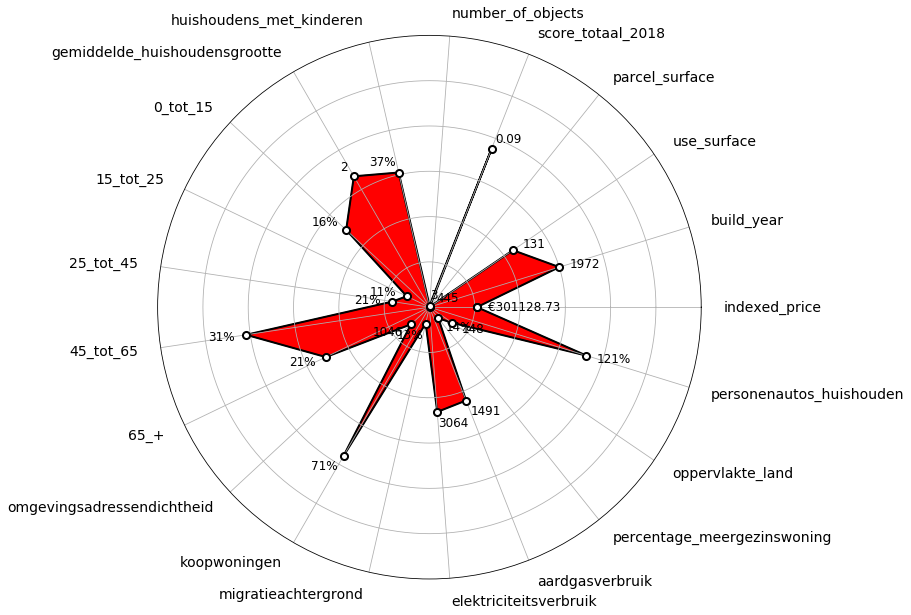 number_of_objects
huishoudens_met_kinderen
score_totaal_2018
gemiddelde_huishoudensgrootte
parcel_surface
0_tot_15
use_surface
15_tot_25
build_year
25_tot_45
indexed_price
45_tot_65
personenautos_huishouden
65_+
oppervlakte_land
omgevingsadressendichtheid
percentage_meergezinswoning
koopwoningen
aardgasverbruik
migratieachtergrond
elektriciteitsverbruik
0.09
37%
2
16%
131
1972
11%
21%
€301128.73
31%
121%
21%
148
1491
3064
71%